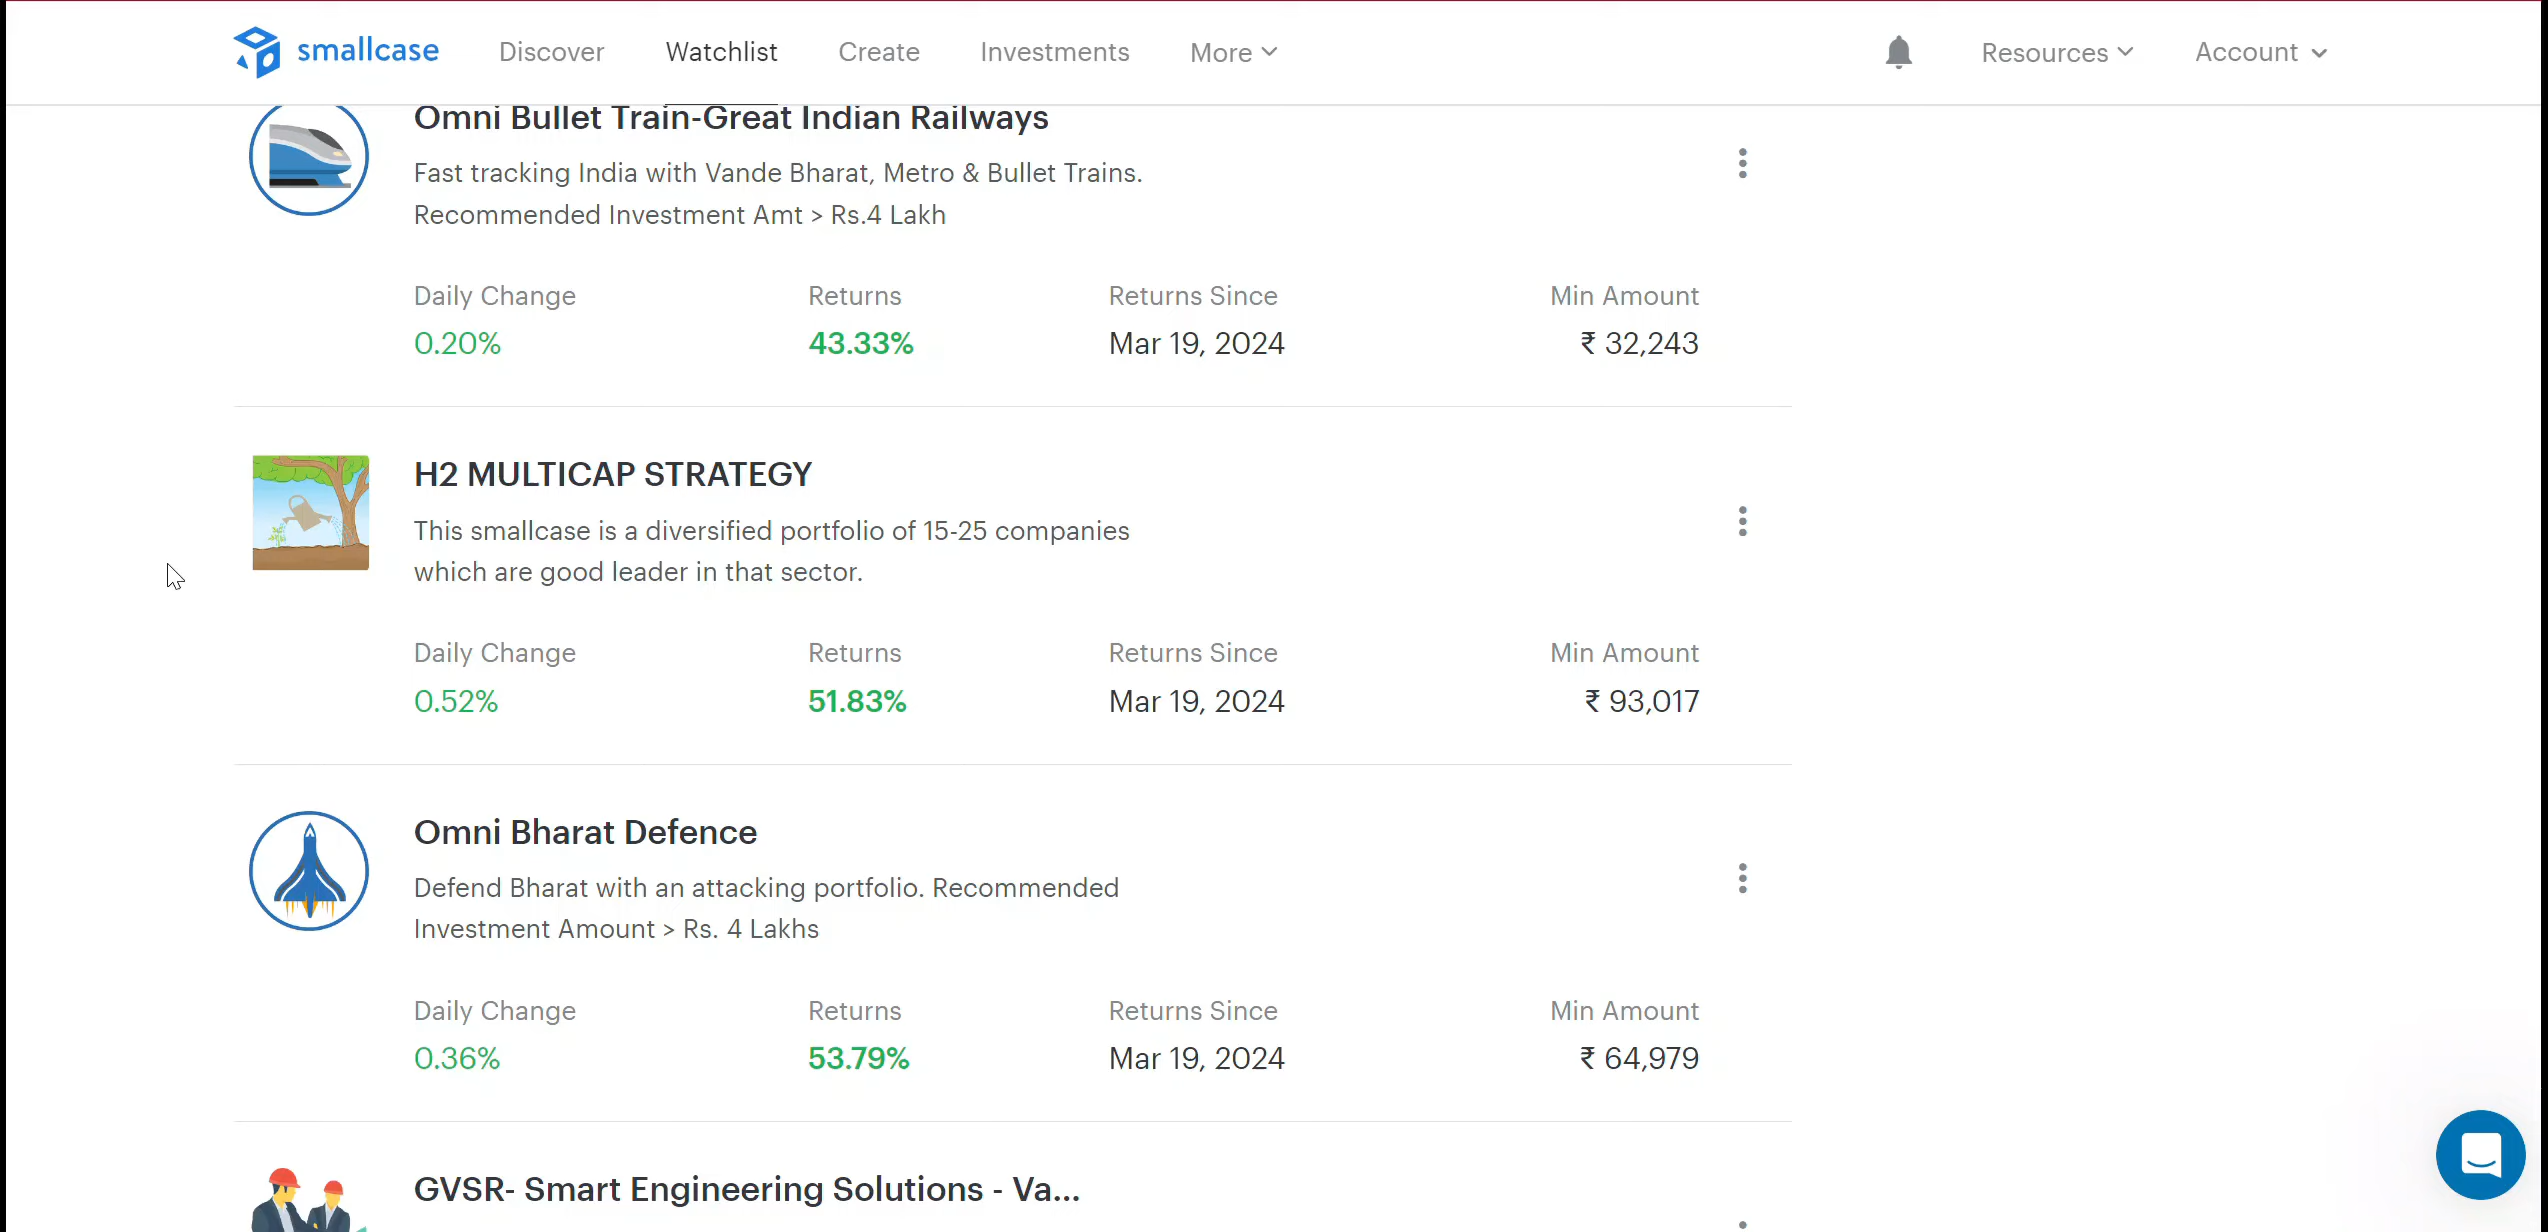 smallcase Discover Watchlist Create Investments More Resources Account
Omni Bullet Train-Great Indian Railways
Fast tracking India with Vande Bharat, Metro & Bullet Trains.
Recommended Investment Amt > Rs.4 Lakh
Daily Change Returns Returns Since Min Amount
0.20% 43.33% Mar 19, 2024 ₹ 32,243
H2 MULTICAP STRATEGY
This smallcase is a diversified portfolio of 15-25 companies
which are good leader in that sector.
Daily Change Returns Returns Since Min Amount
0.52% 51.83% Mar 19, 2024 ₹ 93,017
Omni Bharat Defence
Defend Bharat with an attacking portfolio. Recommended
Investment Amount > Rs. 4 Lakhs
Daily Change Returns Returns Since Min Amount
0.36% 53.79% Mar 19, 2024 ₹ 64,979
GVSR- Smart Engineering Solutions - Va...